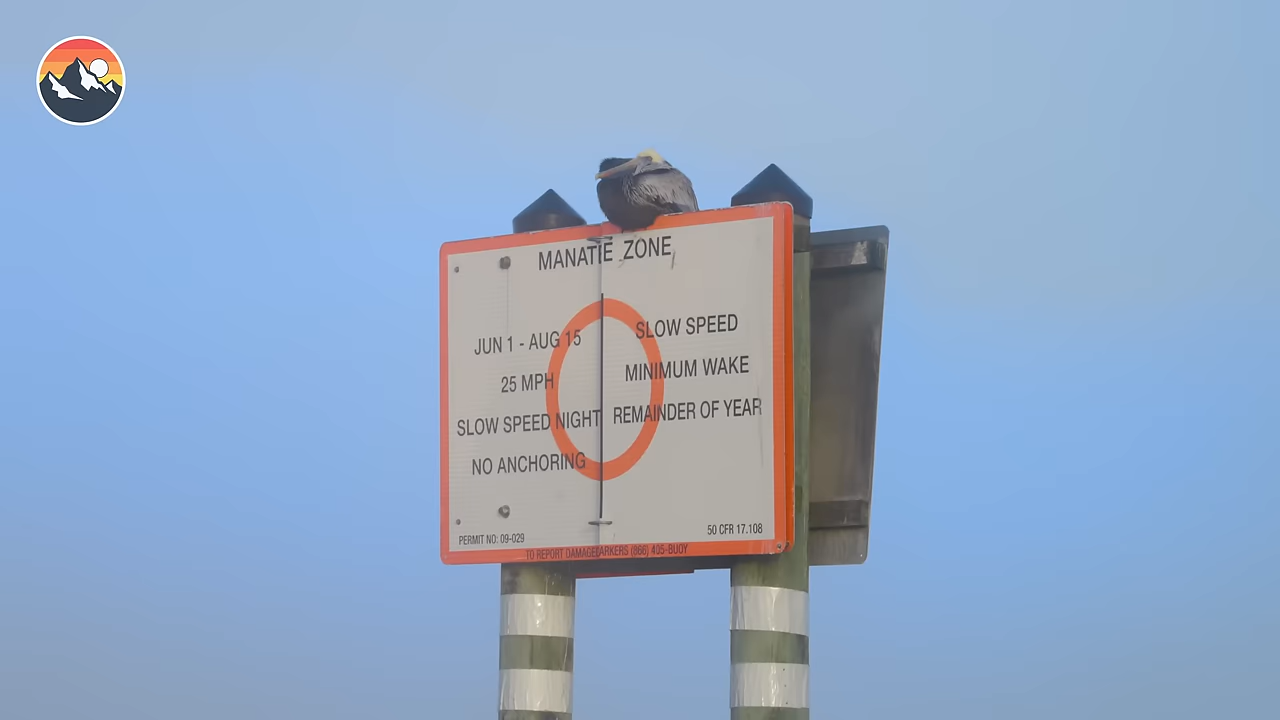 MANATIE ZONE
JUN 1 - AUG 15
25 MPH
SLOW SPEED NIGHT
NO ANCHORING
SLOW SPEED
MINIMUM WAKE
REMAINDER OF YEAR
PERMIT NO: 09-029
50 CFR 17.108
TO REPORT DAMAGE ARKERS (866) 405-BUOY